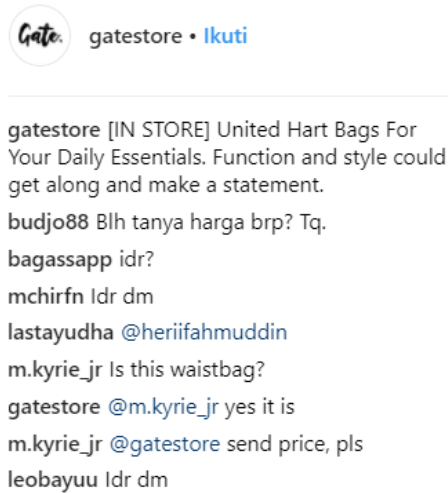 Gate.
gatestore • Ikuti
gatestore [IN STORE] United Hart Bags For
Your Daily Essentials. Function and style could
get along and make a statement.
budjo88 Blh tanya harga brp? Tq.
bagassapp idr?
mchirfn Idr dm
lastayudha @heriifahmuddin
m.kyrie_jr Is this waistbag?
gatestore @m.kyrie_jr yes it is
m.kyrie_jr @gatestore send price, pls
leobayuu Idr dm